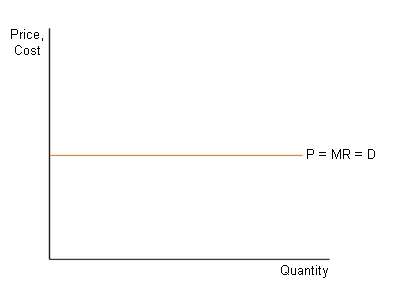 Price,
Cost
P = MR = D
Quantity